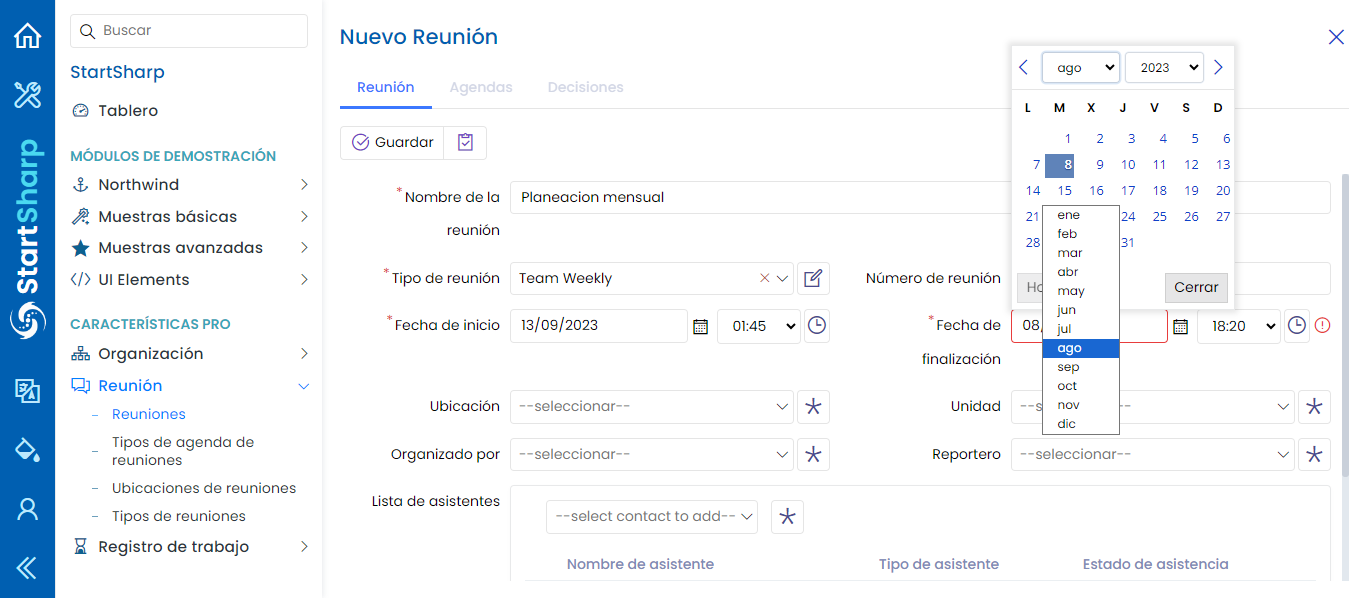 Buscar
StartSharp
Tablero
MÓDULOS DE DEMOSTRACIÓN
Northwind
Muestras básicas
Muestras avanzadas
UI Elements
CARACTERÍSTICAS PRO
Organización
Reunión
Reuniones
Tipos de agenda de
reuniones
Ubicaciones de reuniones
Tipos de reuniones
Registro de trabajo
StartSharp
Nuevo Reunión
Reunión Agendas Decisiones
Guardar
*Nombre de la
reunión
Planeacion mensual
*Tipo de reunión Team Weekly
Número de reunión
*Fecha de inicio 13/09/2023 01:45
*Fecha de
finalización
08, 18:20
Ubicación --seleccionar--
Unidad
Organizado por --seleccionar--
Reportero --seleccionar--
Lista de asistentes
--select contact to add--
Nombre de asistente Tipo de asistente Estado de asistencia
ago 2023
L M X J V S D
1 2 3 4 5 6
7 8 9 10 11 12 13
14 15 16 17 18 19 20
21 24 25 26 27
28 31
Cerrar
ene
feb
mar
abr
may
jun
jul
ago
sep
oct
nov
dic